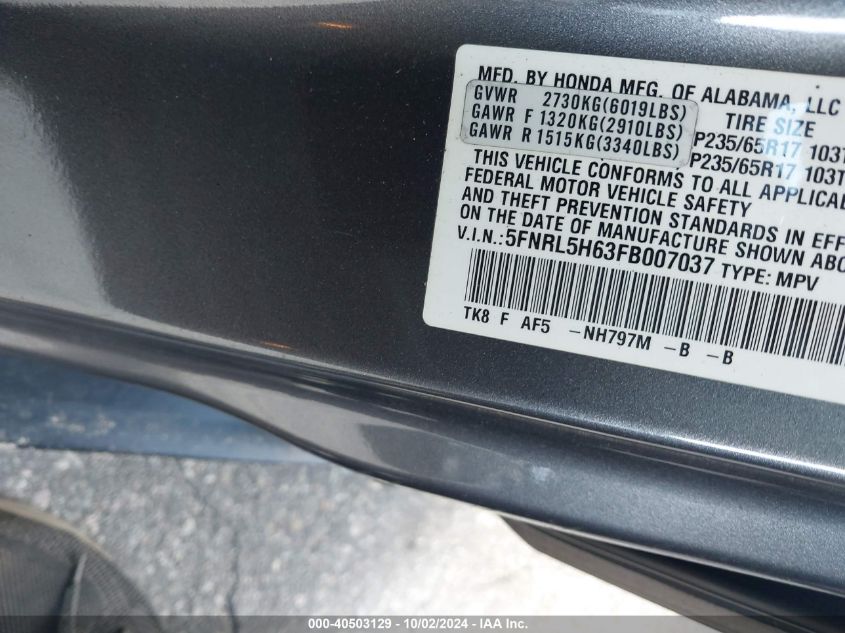 MFD. BY HONDA MFG. OF ALABAMA, LLC
GVWR 2730KG(6019LBS) TIRE SIZE
GAWR F 1320KG(2910LBS) P235/65R17 103T
GAWR R 1515KG(3340LBS) P235/65R17 103T
THIS VEHICLE CONFORMS TO ALL APPLICAB
FEDERAL MOTOR VEHICLE SAFETY
AND THEFT PREVENTION STANDARDS IN EFF
ON THE DATE OF MANUFACTURE SHOWN ABO
V.I.N.: 5FNRL5H63FB007037 TYPE: MPV
TK8 F AF5 -NH797M -B -B
000-40503129 - 10/02/2024 - IAA Inc.